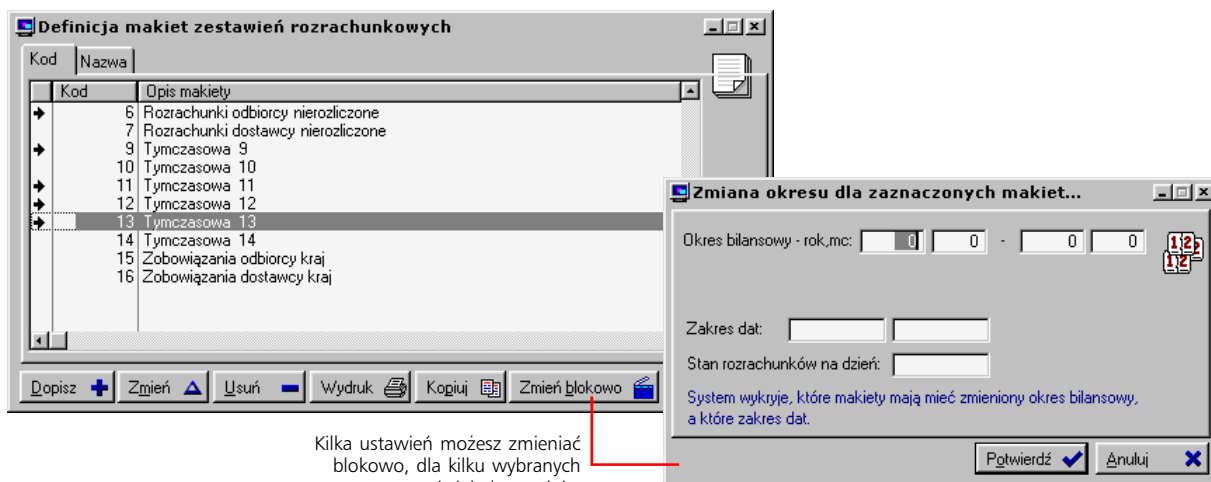 Definicja makiet zestawień rozrachunkowych
Kod Nazwa
Kod Opis makiety
6 Rozrachunki odbiorcy nierozliczone
7 Rozrachunki dostawcy nierozliczone
9 Tymczasowa 9
10 Tymczasowa 10
11 Tymczasowa 11
12 Tymczasowa 12
13 Tymczasowa 13
14 Tymczasowa 14
15 Zobowiązania odbiorcy kraj
16 Zobowiązania dostawcy kraj
Dopisz Zmień Usuń Wydruk Kopiuj Zmień blokowo
Kilka ustawień możesz zmieniać
blokowo, dla kilku wybranych
Zmiana okresu dla zaznaczonych makiet...
Okres bilansowy - rok,mc: 0 0 - 0 0
Zakres dat:
Stan rozrachunków na dzień:
System wykryje, które makiety mają mieć zmieniony okres bilansowy,
a które zakres dat.
Potwierdź Anuluj